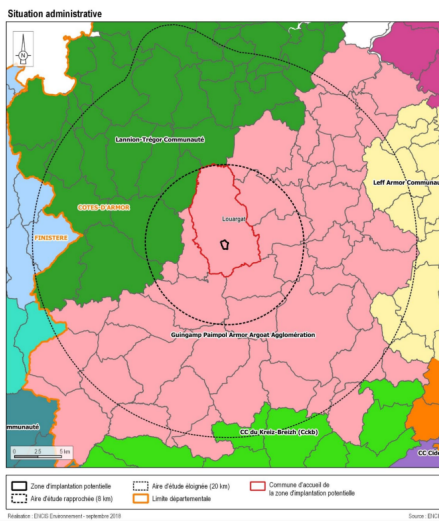 Situation administrative
N
Lannion-Trégor Communauté
Leff Armor Communau
Louargat
CÔTES-D'ARMOR
FINISTERE
Guingamp Paimpol Armor Argoat Agglomération
CC du Kreiz-Breizh (Cckb)
mmunauté
CC Cide
0 2.5 5 km
Zone d'implantation potentielle
Aire d'étude éloignée (20 km)
Commune d'accueil de
la zone d'implantation potentielle
Aire d'étude rapprochée (8 km)
Limite départementale
Réalisation : ENCIS Environnement - septembre 2018
Source : ENCI